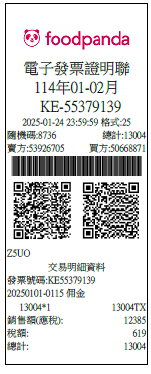 foodpanda
電子發票證明聯
114年01-02月
KE-55379139
2025-01-24 23:59:59 格式:25
隨機碼:8736 總計:13004
賣方:53926705 買方:50668871
Z5UO
交易明細資料
發票號碼:KE55379139
20250101-0115 佣金
13004*1 13004TX
銷售額(應稅): 12385
稅額: 619
總計: 13004